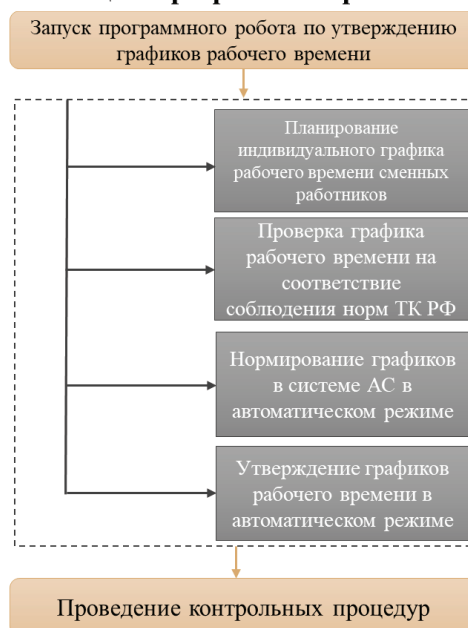 Запуск программного робота по утверждению
графиков рабочего времени
Планирование
индивидуального графика
рабочего времени сменных
работников
Проверка графика
рабочего времени на
соответствие
соблюдения норм ТК РФ
Нормирование графиков
в системе АС в
автоматическом режиме
Утверждение графиков
рабочего времени в
автоматическом режиме
Проведение контрольных процедур